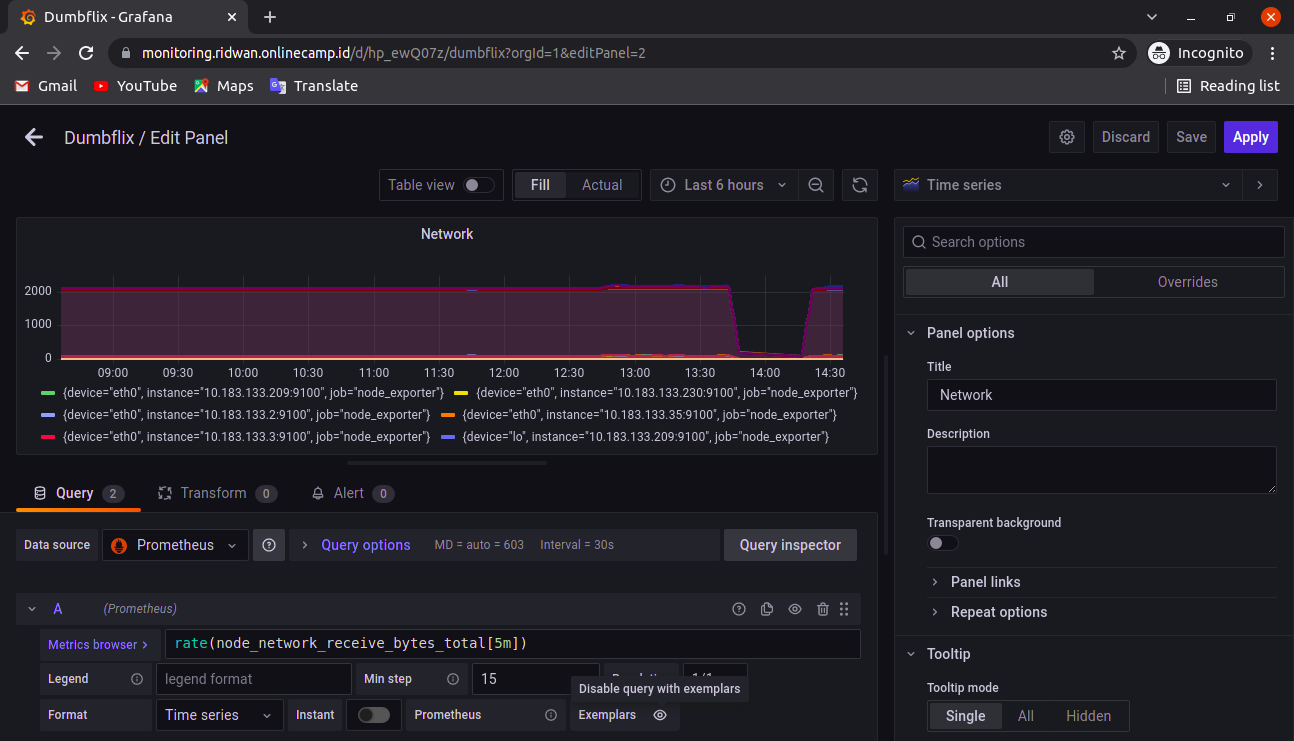 Dumbflix - Grafana
monitoring.ridwan.onlinecamp.id/d/hp_ewQ07z/dumbflix?orgId=1&editPanel=2
Incognito
Gmail YouTube Maps Translate Reading list
Dumbflix / Edit Panel
Discard Save Apply
Table view Fill Actual Last 6 hours Time series
Network
Search options
All Overrides
2000
1000
0
09:00 09:30 10:00 10:30 11:00 11:30 12:00 12:30 13:00 13:30 14:00 14:30
{device="eth0", instance="10.183.133.209:9100", job="node_exporter"} {device="eth0", instance="10.183.133.230:9100", job="node_exporter"}
{device="eth0", instance="10.183.133.2:9100", job="node_exporter"} {device="eth0", instance="10.183.133.35:9100", job="node_exporter"}
{device="eth0", instance="10.183.133.3:9100", job="node_exporter"} {device="lo", instance="10.183.133.209:9100", job="node_exporter"}
Panel options
Title
Network
Description
Transparent background
Panel links
Repeat options
Tooltip
Tooltip mode
Single All Hidden
Query 2 Transform 0 Alert 0
Data source Prometheus Query options MD = auto = 603 Interval = 30s Query inspector
A (Prometheus)
Metrics browser > rate(node_network_receive_bytes_total[5m])
Legend legend format Min step 15
Disable query with exemplars
Format Time series Instant Prometheus Exemplars